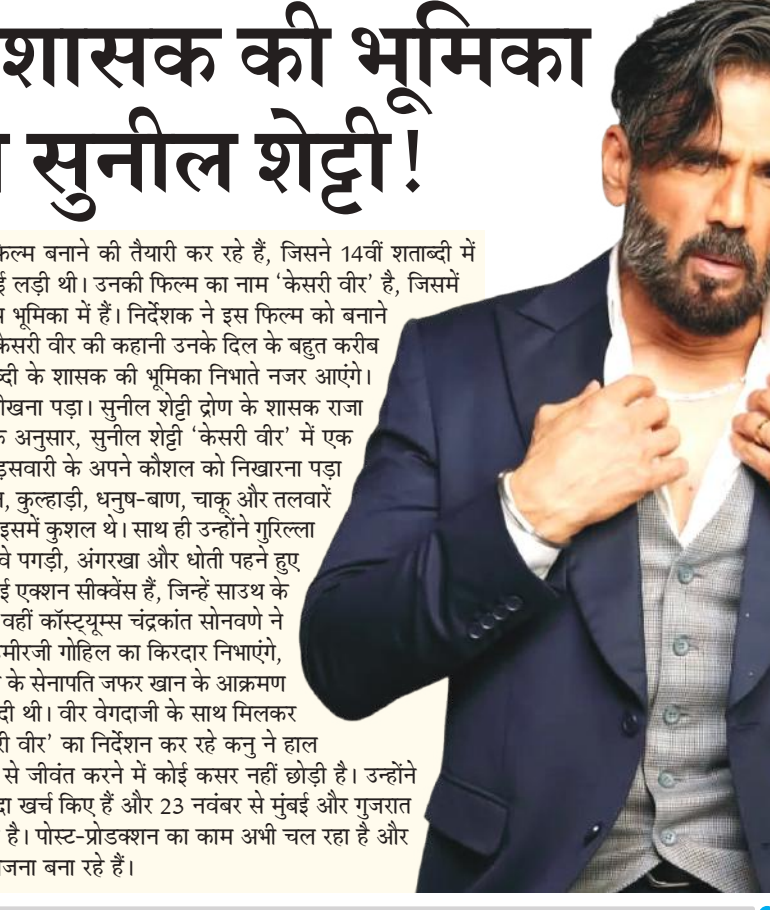 शासक की भूमिका
सुनील शेट्टी!
फिल्म बनाने की तैयारी कर रहे हैं, जिसने 14वीं शताब्दी में
लड़ी थी। उनकी फिल्म का नाम ‘केसरी वीर’ है, जिसमें
भूमिका में हैं। निर्देशक ने इस फिल्म को बनाने
केसरी वीर की कहानी उनके दिल के बहुत करीब
के शासक की भूमिका निभाते नजर आएंगे।
पड़ा। सुनील शेट्टी द्रोण के शासक राजा
अनुसार, सुनील शेट्टी ‘केसरी वीर’ में एक
के अपने कौशल को निखारना पड़ा
कुल्हाड़ी, धनुष-बाण, चाकू और तलवारें
इसमें कुशल थे। साथ ही उन्होंने गुरिल्ला
वे पगड़ी, अंगरखा और धोती पहने हुए
एक्शन सीक्वेंस हैं, जिन्हें साउथ के
वहीं कॉस्ट्यूम्स चंद्रकांत सोनवणे ने
गोहिल का किरदार निभाएंगे,
के सेनापति जफर खान के आक्रमण
दी थी। वीर वेगदाजी के साथ मिलकर
वीर’ का निर्देशन कर रहे कनु ने हाल
से जीवंत करने में कोई कसर नहीं छोड़ी है। उन्होंने
खर्च किए हैं और 23 नवंबर से मुंबई और गुजरात
है। पोस्ट-प्रोडक्शन का काम अभी चल रहा है और
बना रहे हैं।